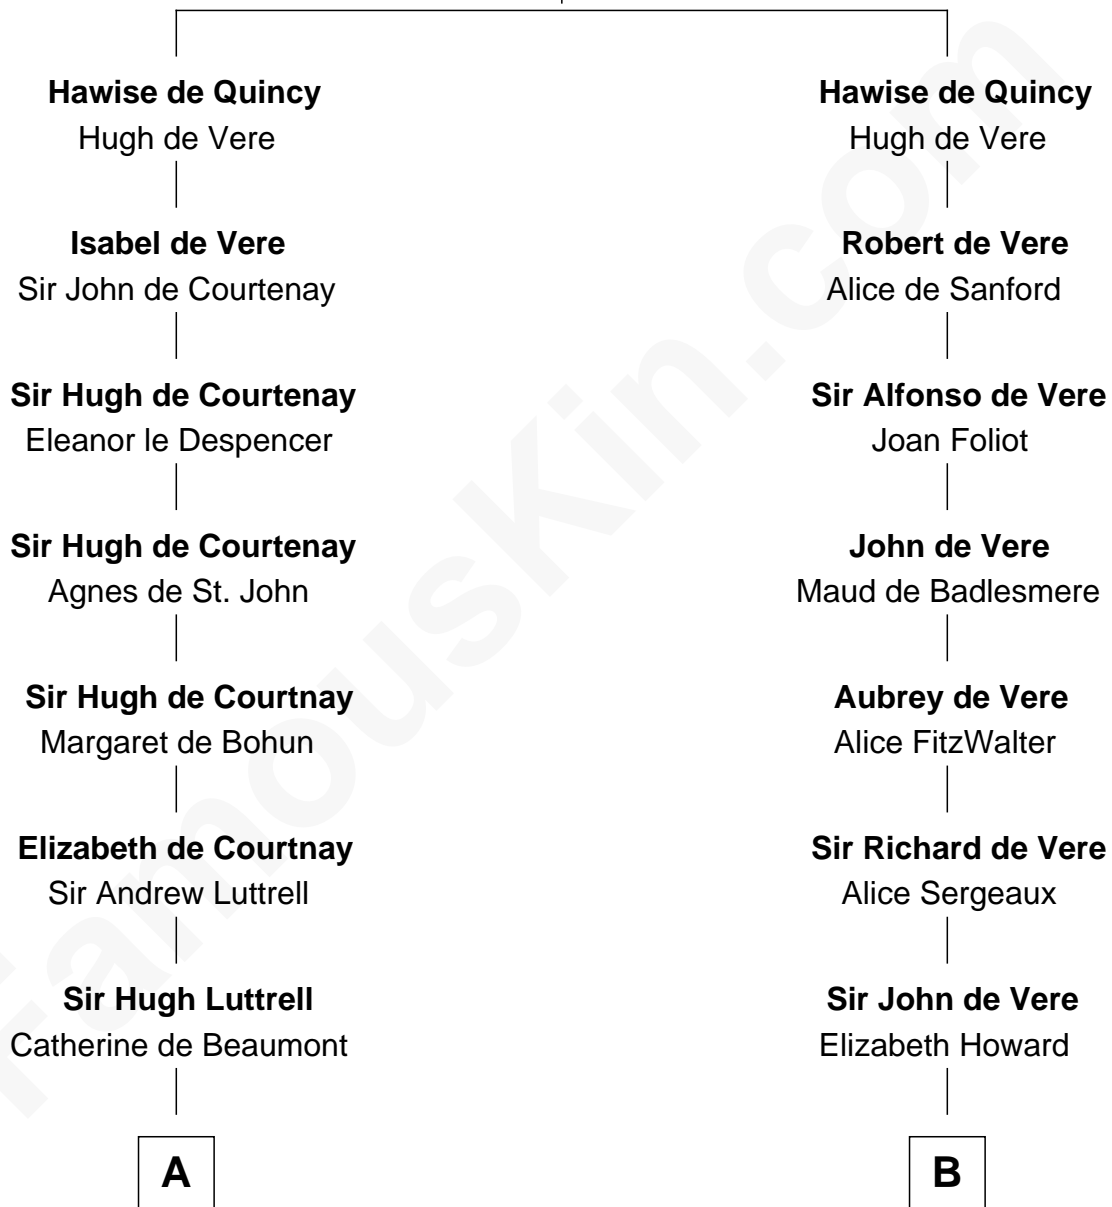 Hawise de Quincy
Hugh de Vere
Isabel de Vere
Sir John de Courtenay
Sir Hugh de Courtenay
Eleanor le Despencer
Sir Hugh de Courtenay
Agnes de St. John
Sir Hugh de Courtnay
Margaret de Bohun
Elizabeth de Courtnay
Sir Andrew Luttrell
Sir Hugh Luttrell
Catherine de Beaumont
A
Hawise de Quincy
Hugh de Vere
Robert de Vere
Alice de Sanford
Sir Alfonso de Vere
Joan Foliot
John de Vere
Maud de Badlesmere
Aubrey de Vere
Alice FitzWalter
Sir Richard de Vere
Alice Sergeaux
Sir John de Vere
Elizabeth Howard
B
FamousKin.com